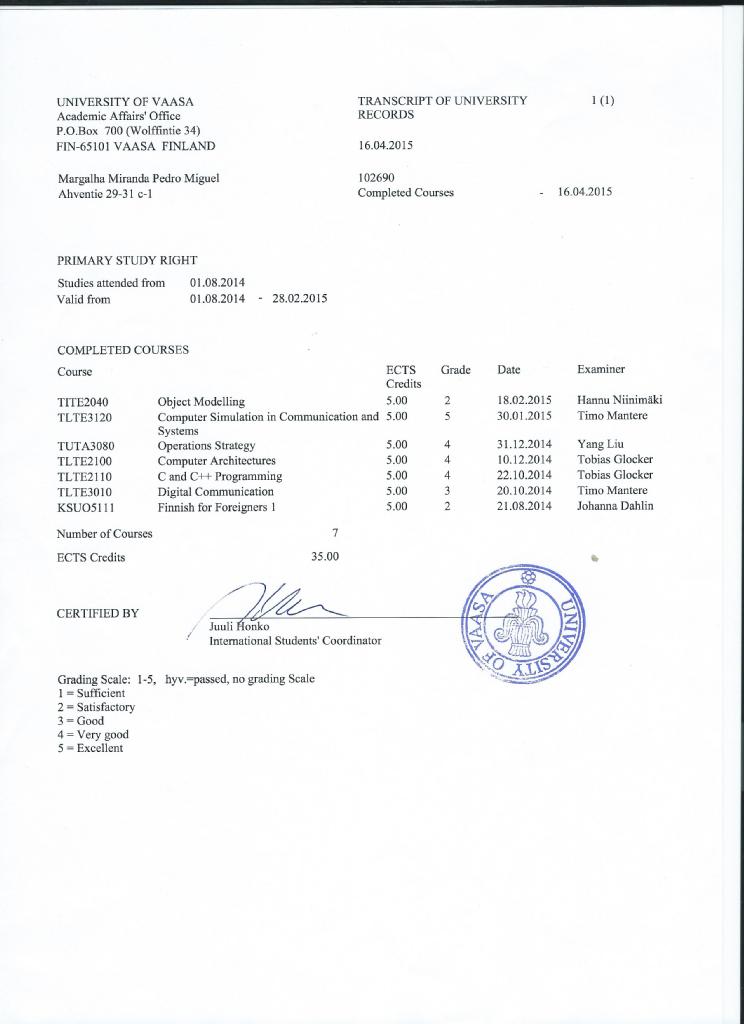 UNIVERSITY OF VAASA
Academic Affairs' Office
P.O.Box 700 (Wolffintie 34)
FIN-65101 VAASA FINLAND
TRANSCRIPT OF UNIVERSITY RECORDS 1 (1)
16.04.2015
Margalha Miranda Pedro Miguel
Ahventie 29-31 c-1
102690
Completed Courses - 16.04.2015
PRIMARY STUDY RIGHT
Studies attended from 01.08.2014
Valid from 01.08.2014 - 28.02.2015
COMPLETED COURSES
Course ECTS Credits Grade Date Examiner
TITE2040 Object Modelling 5.00 2 18.02.2015 Hannu Niinimäki
TLTE3120 Computer Simulation in Communication and Systems 5.00 5 30.01.2015 Timo Mantere
TUTA3080 Operations Strategy 5.00 4 31.12.2014 Yang Liu
TLTE2100 Computer Architectures 5.00 4 10.12.2014 Tobias Glocker
TLTE2110 C and C++ Programming 5.00 4 22.10.2014 Tobias Glocker
TLTE3010 Digital Communication 5.00 3 20.10.2014 Timo Mantere
KSUO5111 Finnish for Foreigners 1 5.00 2 21.08.2014 Johanna Dahlin
Number of Courses 7
ECTS Credits 35.00
CERTIFIED BY
Juuli Honko
International Students' Coordinator
UNIVERSITY OF VAASA
Grading Scale: 1-5, hyv.=passed, no grading Scale
1 = Sufficient
2 = Satisfactory
3 = Good
4 = Very good
5 = Excellent